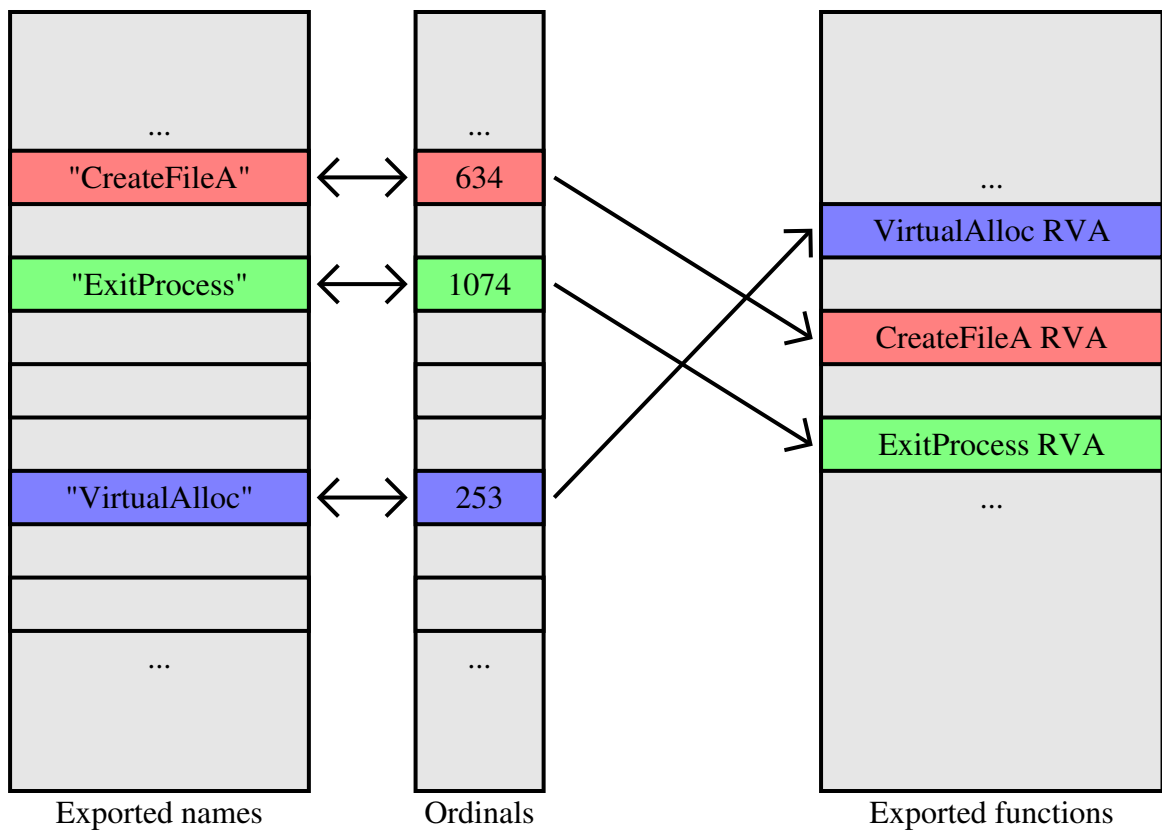 ...
"CreateFileA"
"ExitProcess"
"VirtualAlloc"
...
Exported names
...
634
1074
253
...
Ordinals
...
VirtualAlloc RVA
CreateFileA RVA
ExitProcess RVA
...
Exported functions